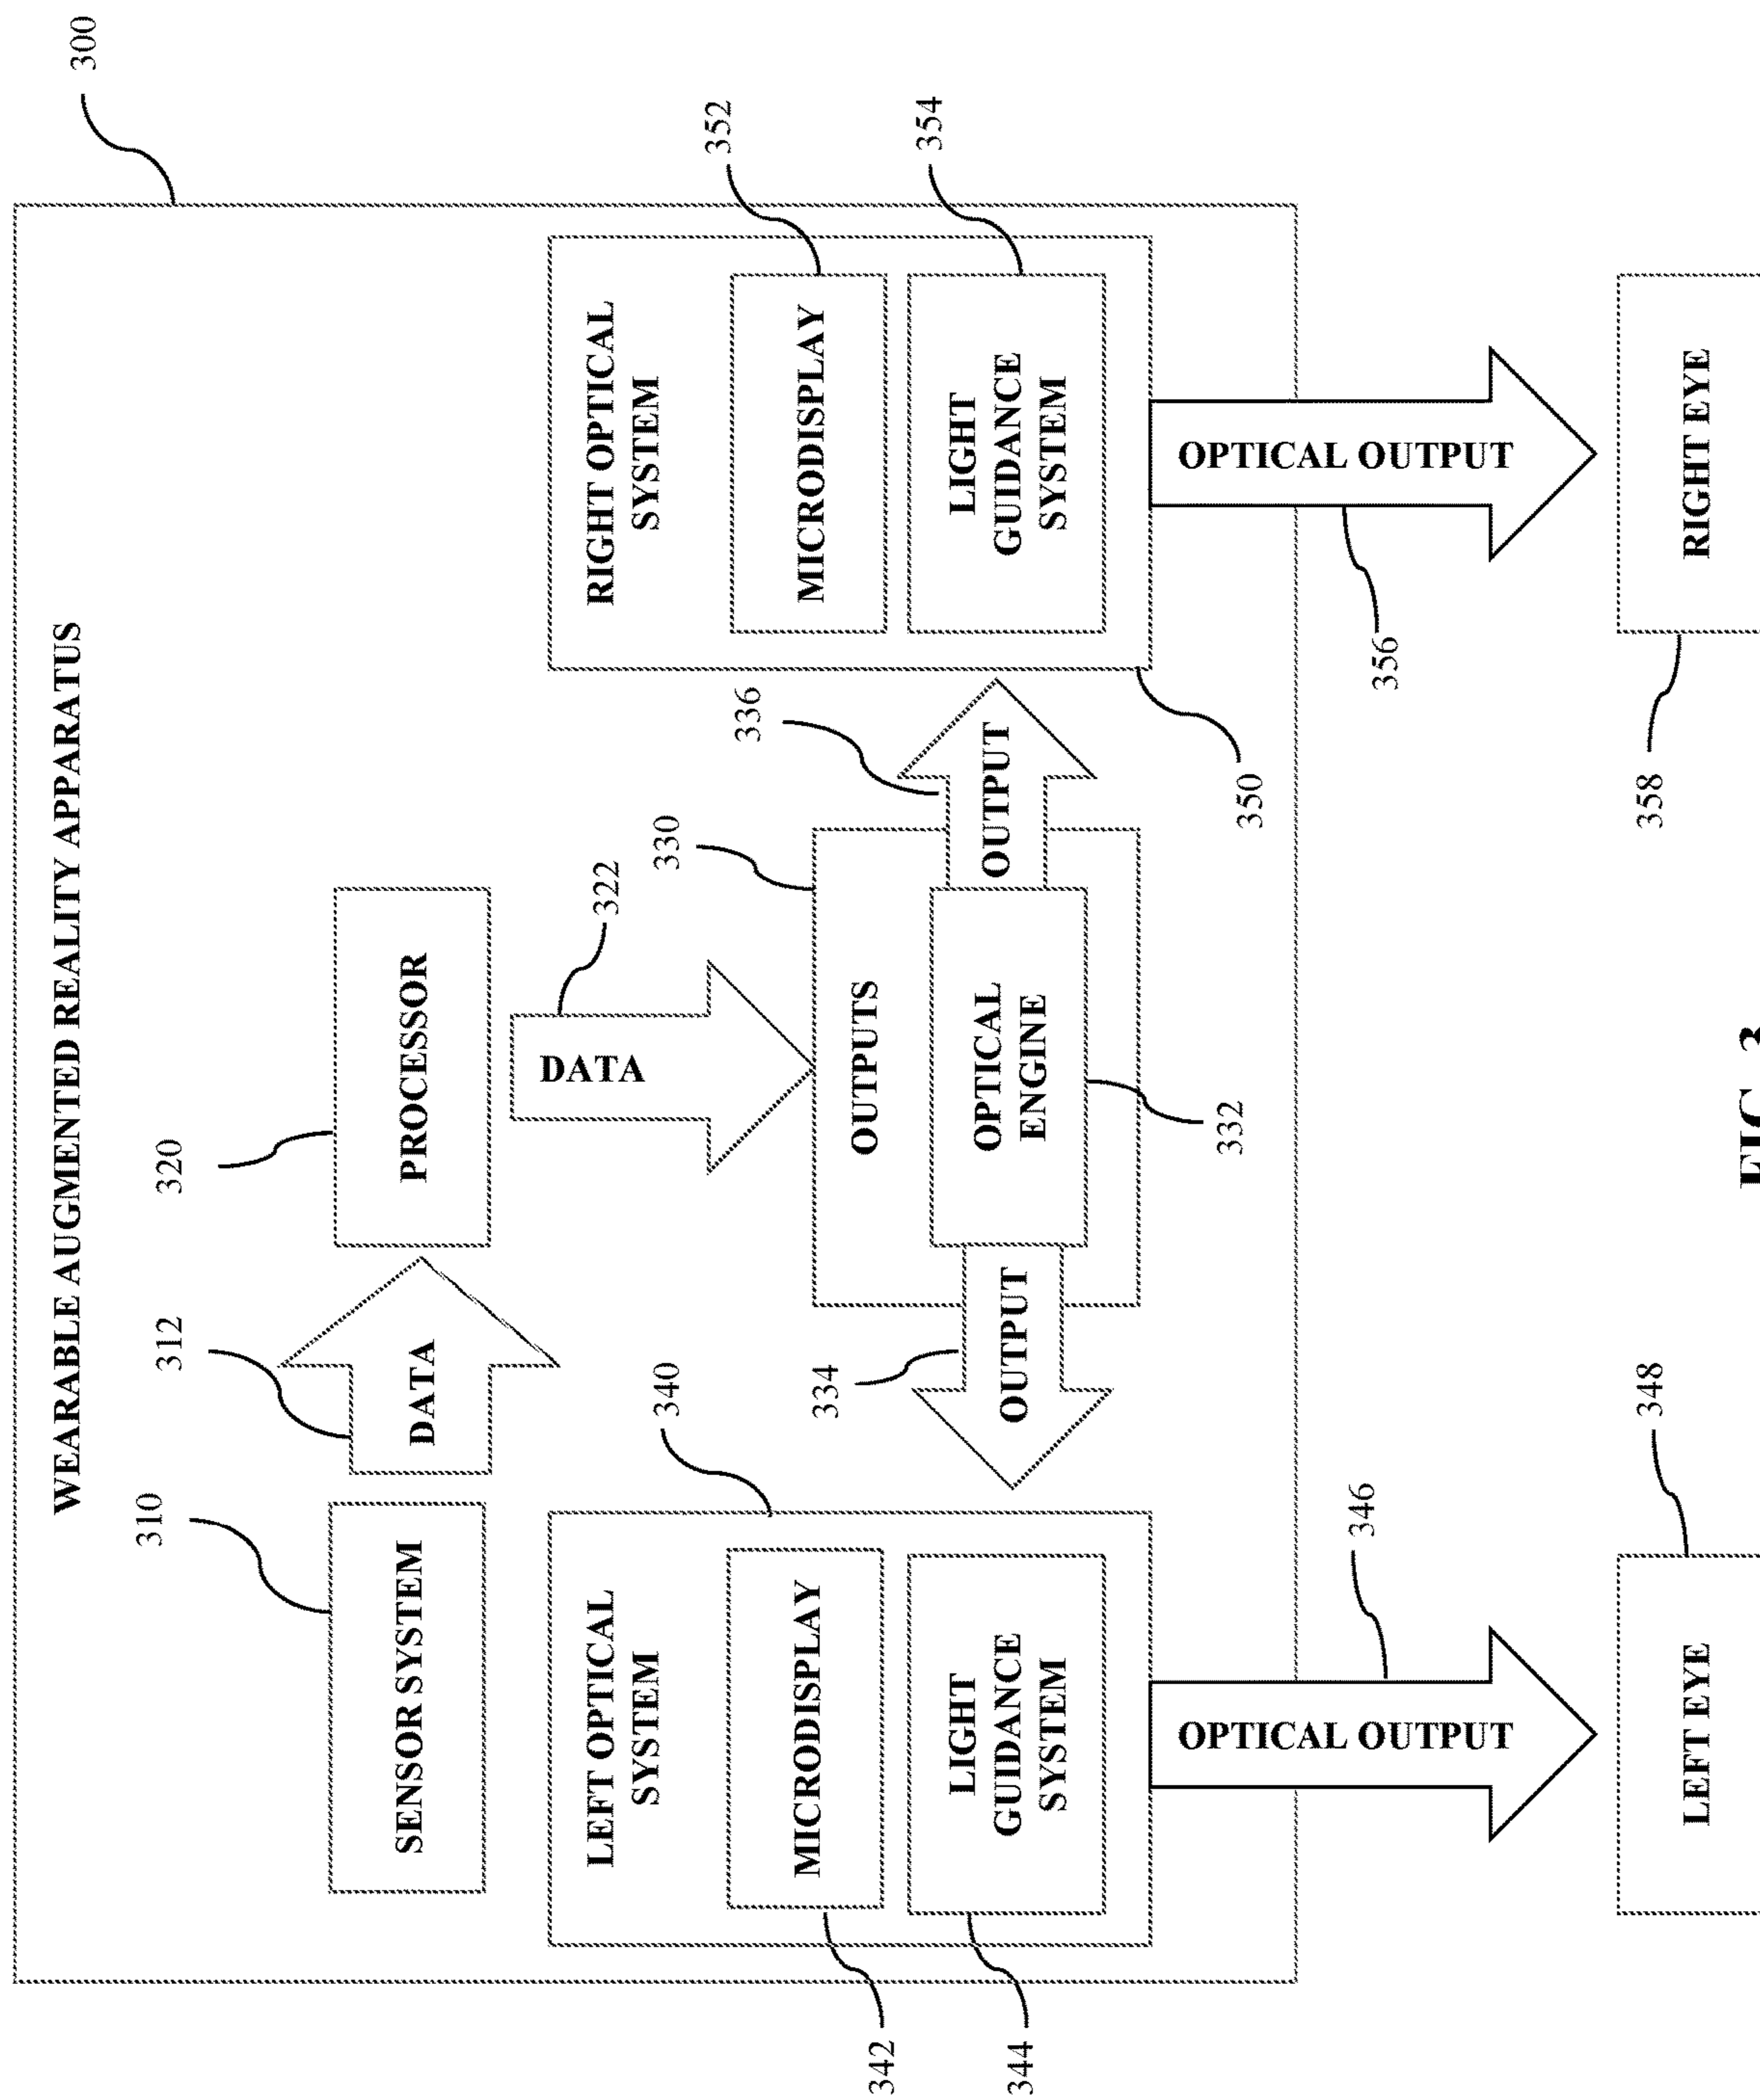 300
WEARABLE AUGMENTED REALITY APPARATUS
310
312
320
SENSOR SYSTEM
DATA
PROCESSOR
322
DATA
340
334
330
336
352
354
LEFT OPTICAL
SYSTEM
MICRODISPLAY
LIGHT
GUIDANCE
SYSTEM
342
344
OUTPUTS
OPTICAL
ENGINE
OUTPUT
OUTPUT
332
RIGHT OPTICAL
SYSTEM
MICRODISPLAY
LIGHT
GUIDANCE
SYSTEM
350
OPTICAL OUTPUT
346
OPTICAL OUTPUT
356
LEFT EYE
348
RIGHT EYE
358
FIG. 3